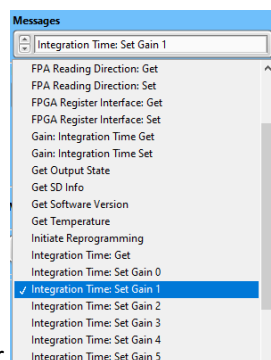 Messages
Integration Time: Set Gain 1
FPA Reading Direction: Get
FPA Reading Direction: Set
FPGA Register Interface: Get
FPGA Register Interface: Set
Gain: Integration Time Get
Gain: Integration Time Set
Get Output State
Get SD Info
Get Software Version
Get Temperature
Initiate Reprogramming
Integration Time: Get
Integration Time: Set Gain 0
✓ Integration Time: Set Gain 1
Integration Time: Set Gain 2
Integration Time: Set Gain 3
Integration Time: Set Gain 4
Integration Time: Set Gain 5